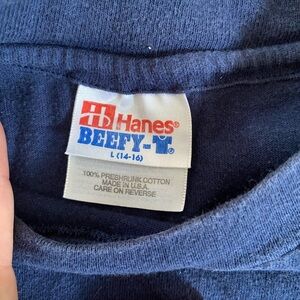 Hanes®
BEEFY-T®
L (14-16)
100% PRESHRUNK COTTON
MADE IN U.S.A.
CARE ON REVERSE